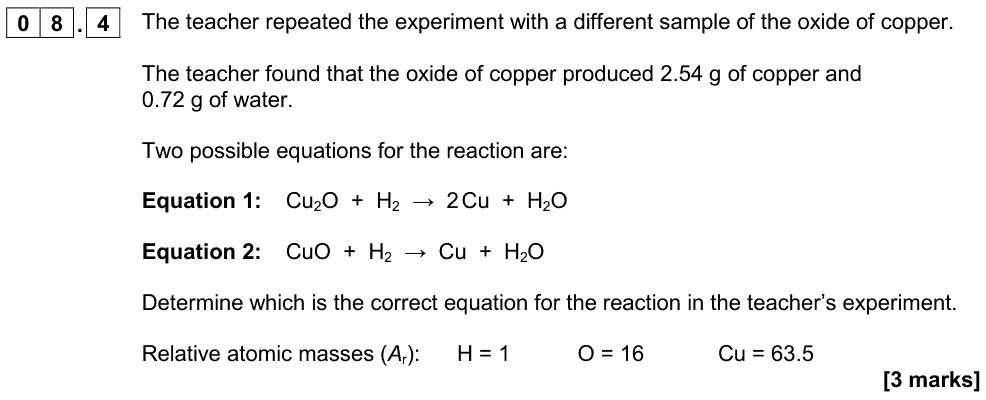 0 8 . 4 The teacher repeated the experiment with a different sample of the oxide of copper.
The teacher found that the oxide of copper produced 2.54 g of copper and
0.72 g of water.
Two possible equations for the reaction are:
Equation 1: Cu₂O + H₂ → 2Cu + H₂O
Equation 2: CuO + H₂ → Cu + H₂O
Determine which is the correct equation for the reaction in the teacher’s experiment.
Relative atomic masses (Aᵣ): H = 1 O = 16 Cu = 63.5
[3 marks]